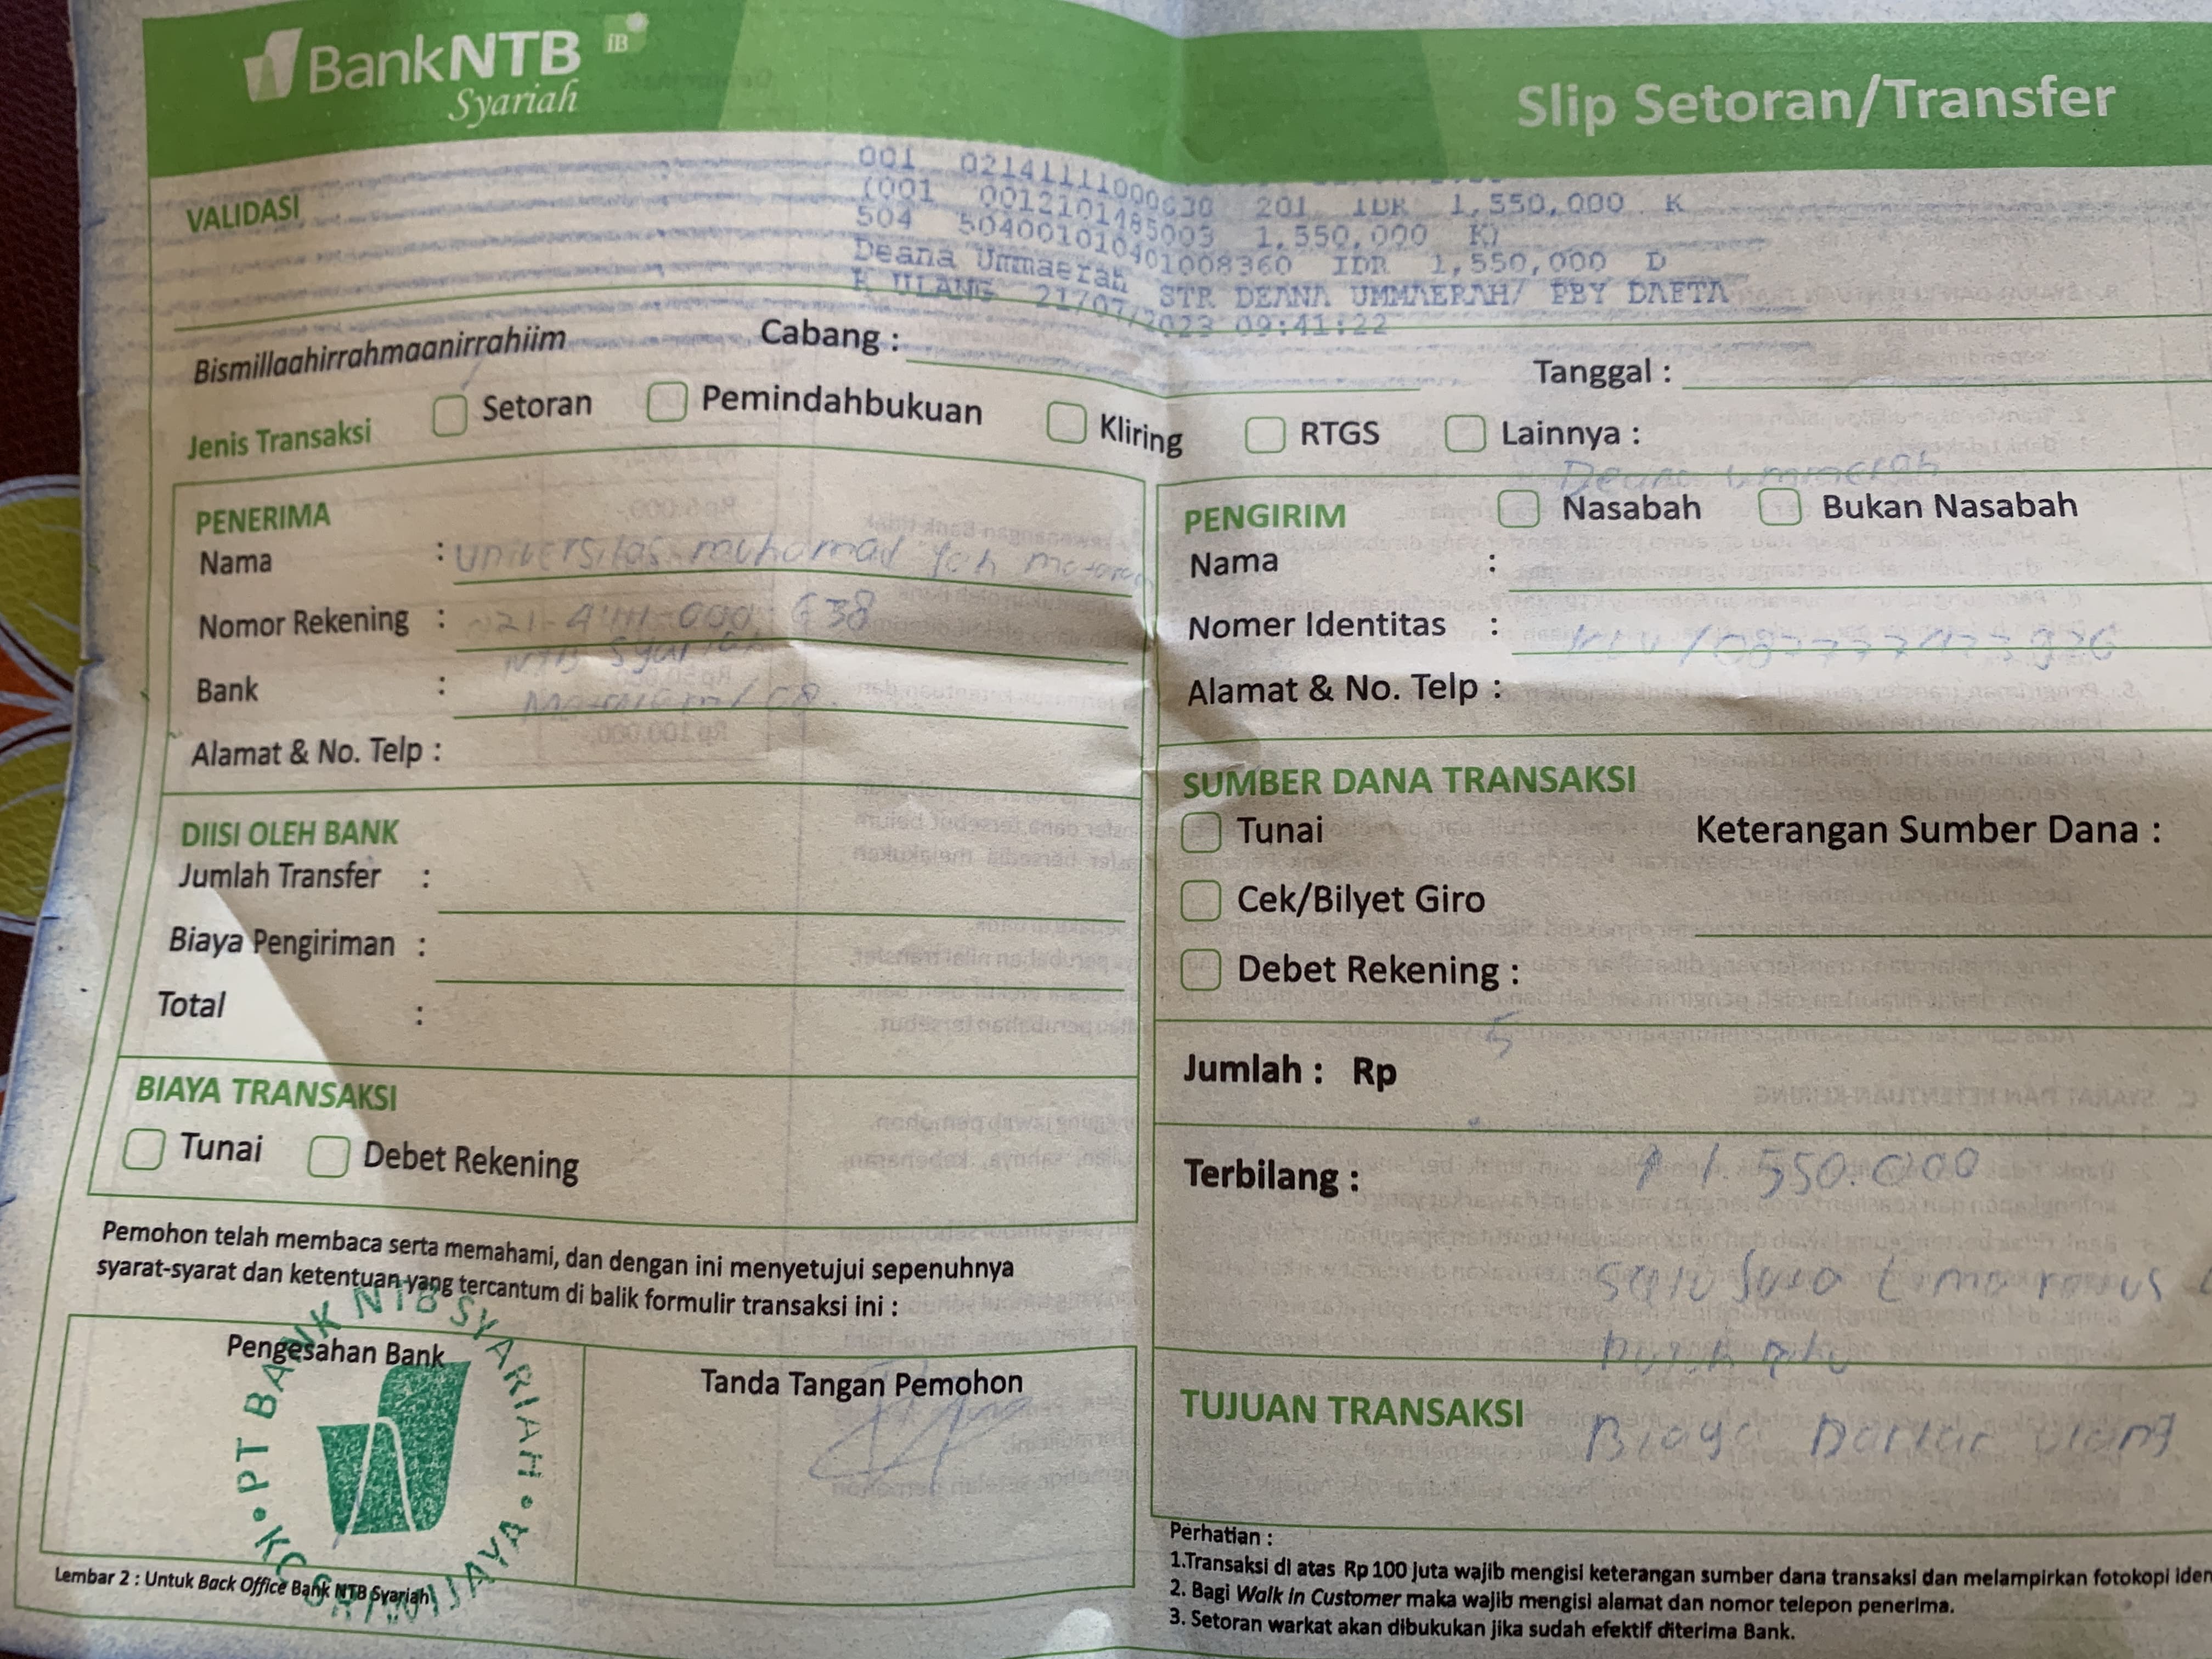 BankNTB iB
Syariah
Slip Setoran/Transfer
VALIDASI
001 201 IDR 1,550,000 K
(001 0012101485003 1,550,000 K)
504 504001010401008360 IDR 1,550,000 D
Deana Ummaerah STR DEANA UMMAERAH/ PBY DAFTA
R ULANG 21/07/2023 09:41:22
Bismillaahirrahmaanirrahiim
Cabang :
Tanggal :
Jenis Transaksi
Setoran
Pemindahbukuan
Kliring
RTGS
Lainnya :
PENERIMA
Nama :
Universitas muhamad
Nomor Rekening :
Bank :
NTB Syariah
Alamat & No. Telp :
PENGIRIM
Nasabah
Bukan Nasabah
Nama :
Nomer Identitas :
Alamat & No. Telp :
DIISI OLEH BANK
Jumlah Transfer :
Biaya Pengiriman :
Total :
SUMBER DANA TRANSAKSI
Tunai
Keterangan Sumber Dana :
Cek/Bilyet Giro
Debet Rekening :
BIAYA TRANSAKSI
Tunai
Debet Rekening
Jumlah : Rp
Terbilang :
1.550.000
TUJUAN TRANSAKSI
Biaya Daftar Ulang
Pemohon telah membaca serta memahami, dan dengan ini menyetujui sepenuhnya
syarat-syarat dan ketentuan yang tercantum di balik formulir transaksi ini :
Pengesahan Bank
PT BANK NTB SYARIAH
Tanda Tangan Pemohon
Lembar 2 : Untuk Back Office Bank NTB Syariah
Perhatian :
1.Transaksi di atas Rp 100 juta wajib mengisi keterangan sumber dana transaksi dan melampirkan fotokopi iden
2. Bagi Walk in Customer maka wajib mengisi alamat dan nomor telepon penerima.
3. Setoran warkat akan dibukukan jika sudah efektif diterima Bank.